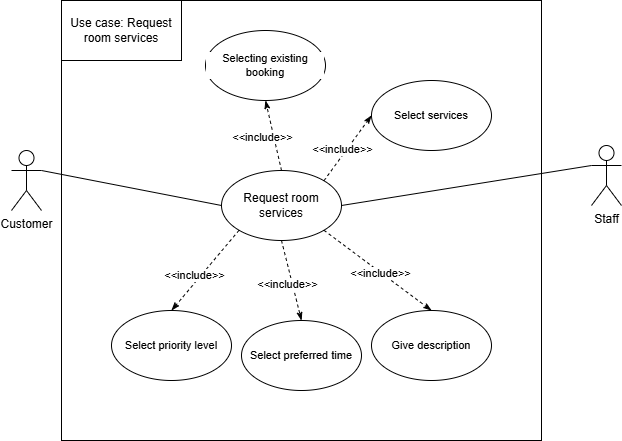 Use case: Request
room services
Selecting existing
booking
Select services
<<include>>
<<include>>
Request room
services
Customer
Staff
<<include>>
<<include>>
<<include>>
Select priority level
Select preferred time
Give description